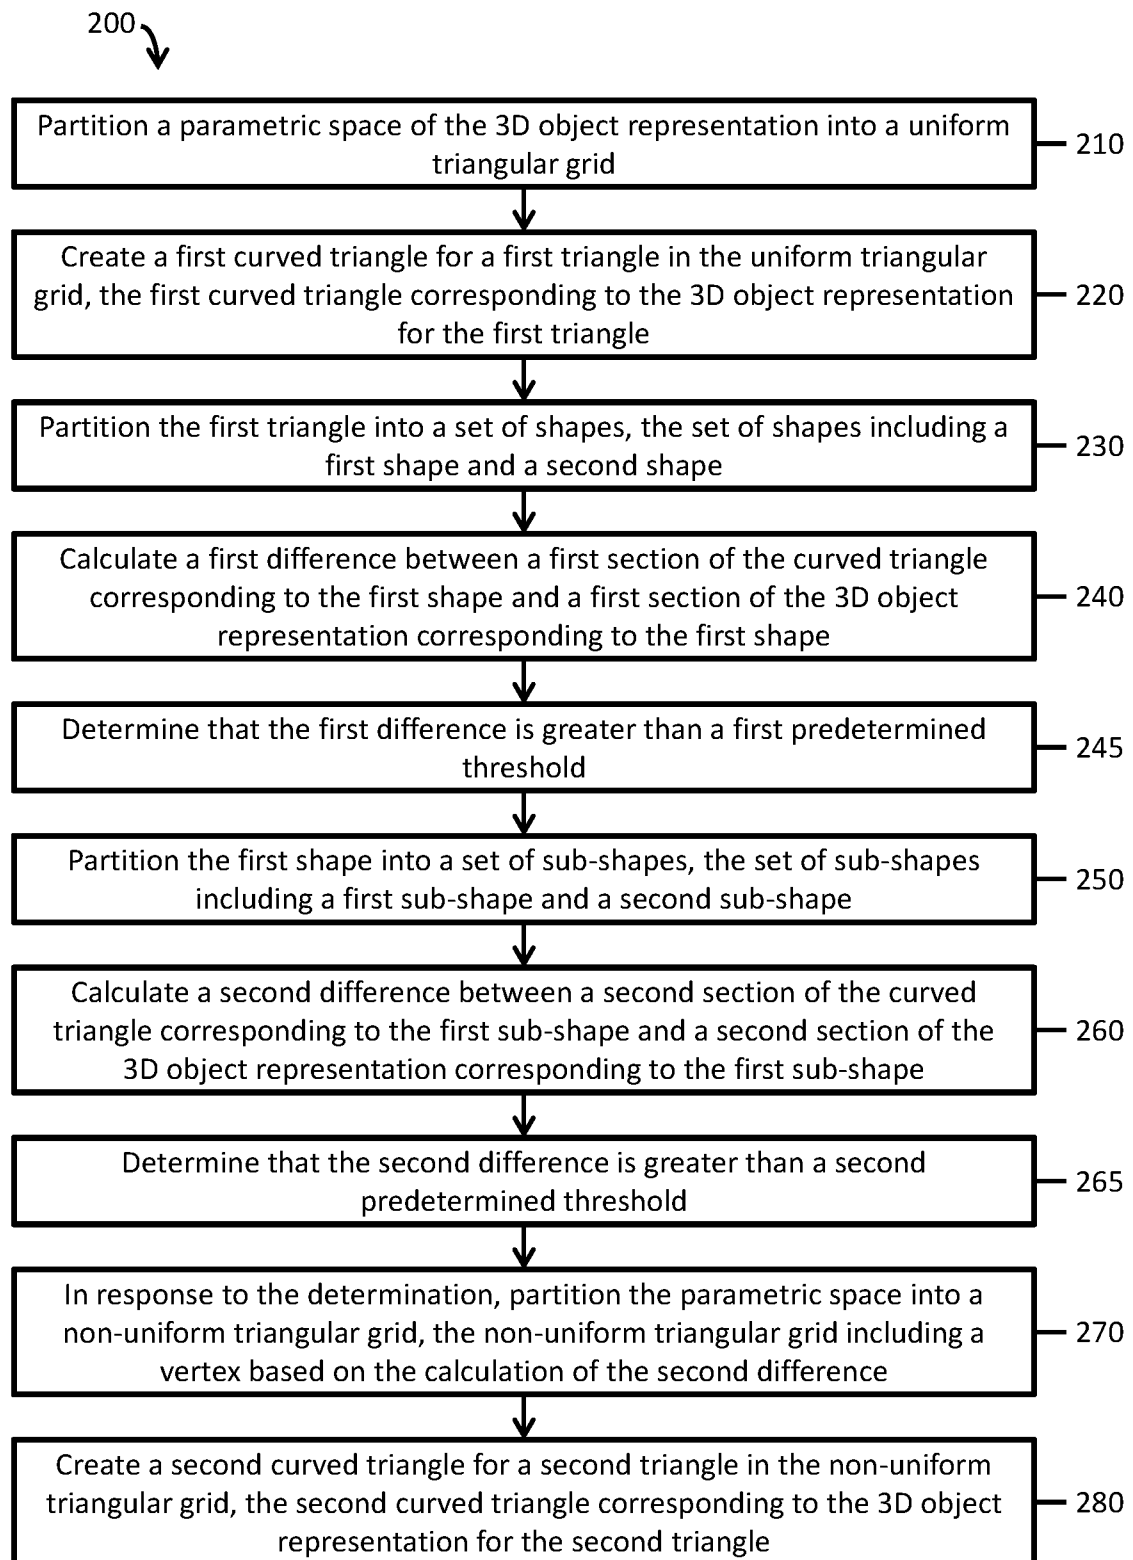 200
Partition a parametric space of the 3D object representation into a uniform
triangular grid
210
Create a first curved triangle for a first triangle in the uniform triangular
grid, the first curved triangle corresponding to the 3D object representation
for the first triangle
220
Partition the first triangle into a set of shapes, the set of shapes including a
first shape and a second shape
230
Calculate a first difference between a first section of the curved triangle
corresponding to the first shape and a first section of the 3D object
representation corresponding to the first shape
240
Determine that the first difference is greater than a first predetermined
threshold
245
Partition the first shape into a set of sub-shapes, the set of sub-shapes
including a first sub-shape and a second sub-shape
250
Calculate a second difference between a second section of the curved
triangle corresponding to the first sub-shape and a second section of the
3D object representation corresponding to the first sub-shape
260
Determine that the second difference is greater than a second
predetermined threshold
265
In response to the determination, partition the parametric space into a
non-uniform triangular grid, the non-uniform triangular grid including a
vertex based on the calculation of the second difference
270
Create a second curved triangle for a second triangle in the non-uniform
triangular grid, the second curved triangle corresponding to the 3D object
representation for the second triangle
280